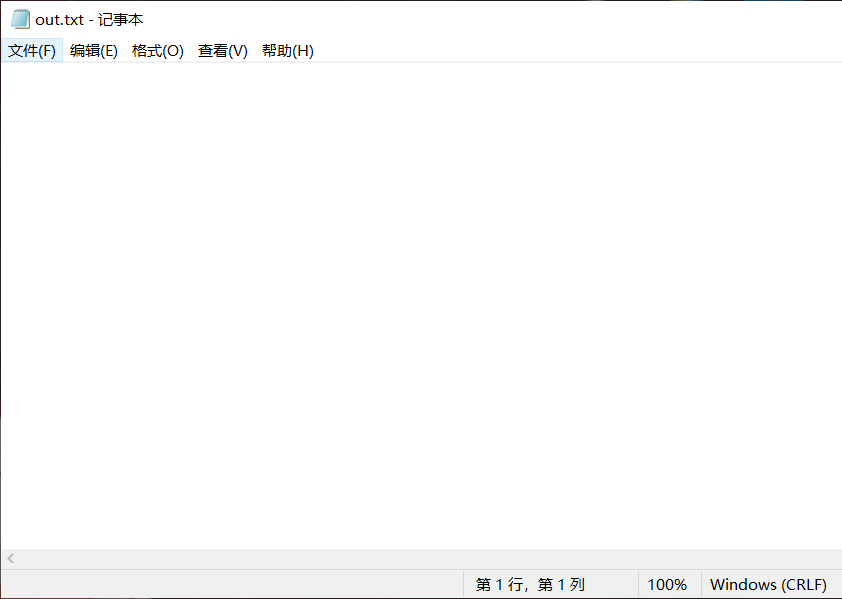 out.txt - 记事本
文件(F) 编辑(E) 格式(O) 查看(V) 帮助(H)
第 1 行，第 1 列 100% Windows (CRLF)